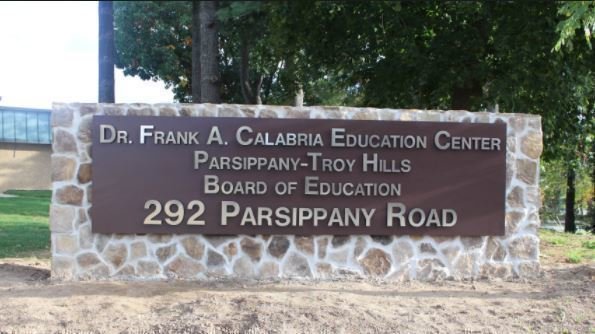 Dr. Frank A. Calabria Education Center
Parsippany-Troy Hills
Board of Education
292 Parsippany Road